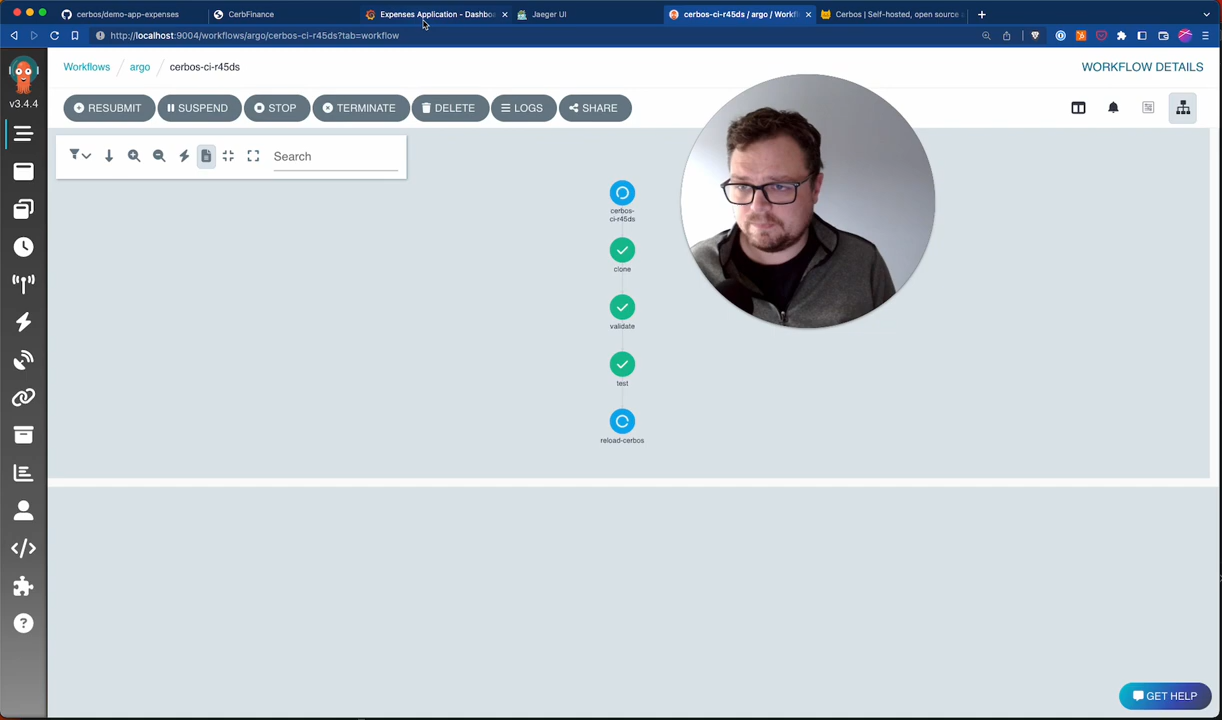 cerbos/demo-app-expenses
CerbFinance
Expenses Application - Dashbo
Jaeger UI
cerbos-ci-r45ds / argo / Workfl
Cerbos | Self-hosted, open source
http://localhost:9004/workflows/argo/cerbos-ci-r45ds?tab=workflow
v3.4.4
Workflows / argo / cerbos-ci-r45ds
WORKFLOW DETAILS
RESUBMIT
SUSPEND
STOP
TERMINATE
DELETE
LOGS
SHARE
Search
cerbos-
ci-r45ds
clone
validate
test
reload-cerbos
GET HELP